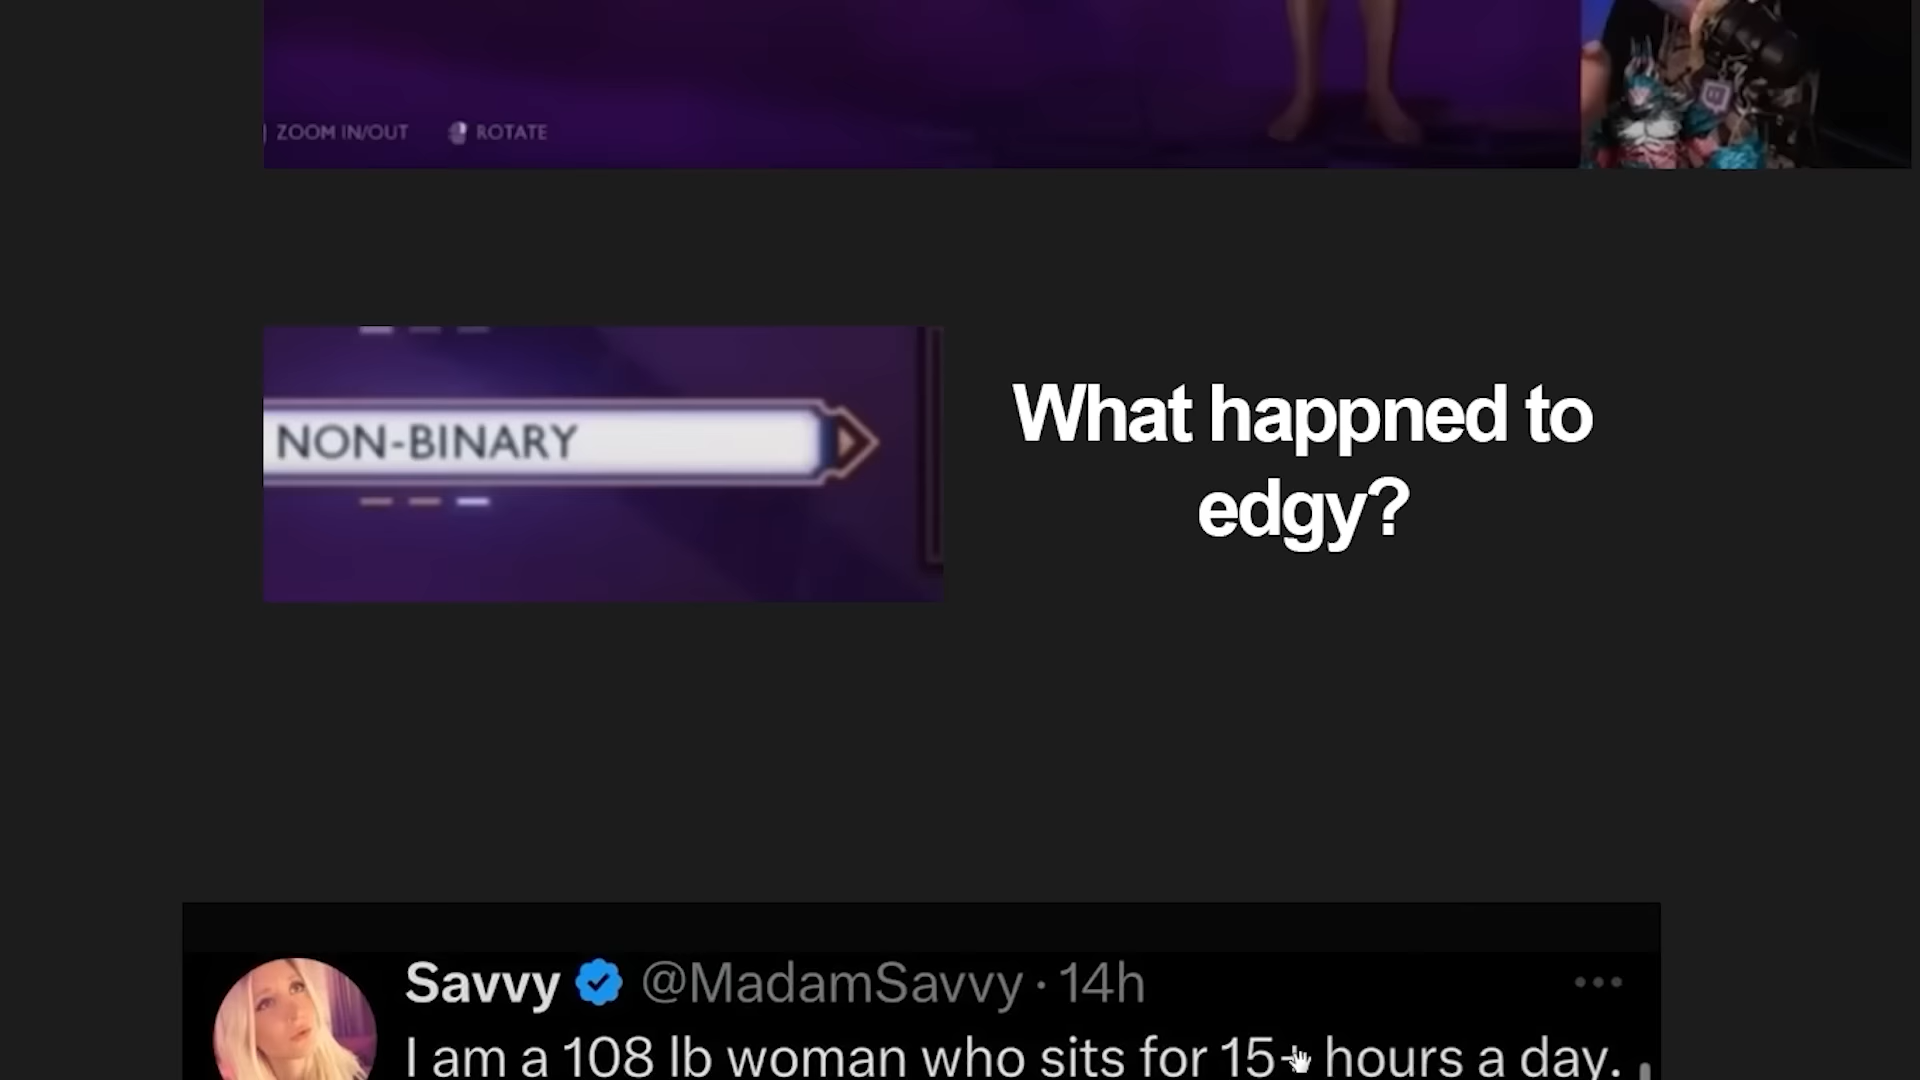 ZOOM IN/OUT ROTATE
NON-BINARY
What happned to
edgy?
Savvy @MadamSavvy · 14h
I am a 108 lb woman who sits for 15+ hours a day.